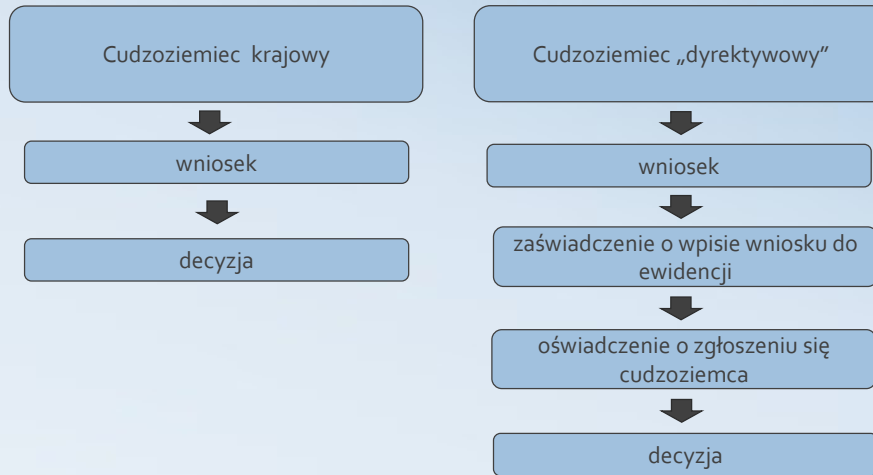 Cudzoziemiec krajowy
wniosek
decyzja
Cudzoziemiec „dyrektywowy”
wniosek
zaświadczenie o wpisie wniosku do
ewidencji
oświadczenie o zgłoszeniu się
cudzoziemca
decyzja